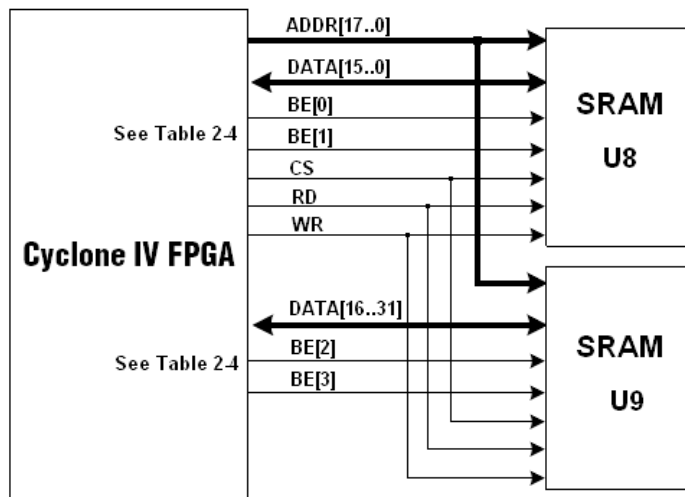 ADDR[17..0]
DATA[15..0]
BE[0]
See Table 2-4
BE[1]
CS
RD
WR
SRAM
U8
Cyclone IV FPGA
DATA[16..31]
BE[2]
See Table 2-4
BE[3]
SRAM
U9